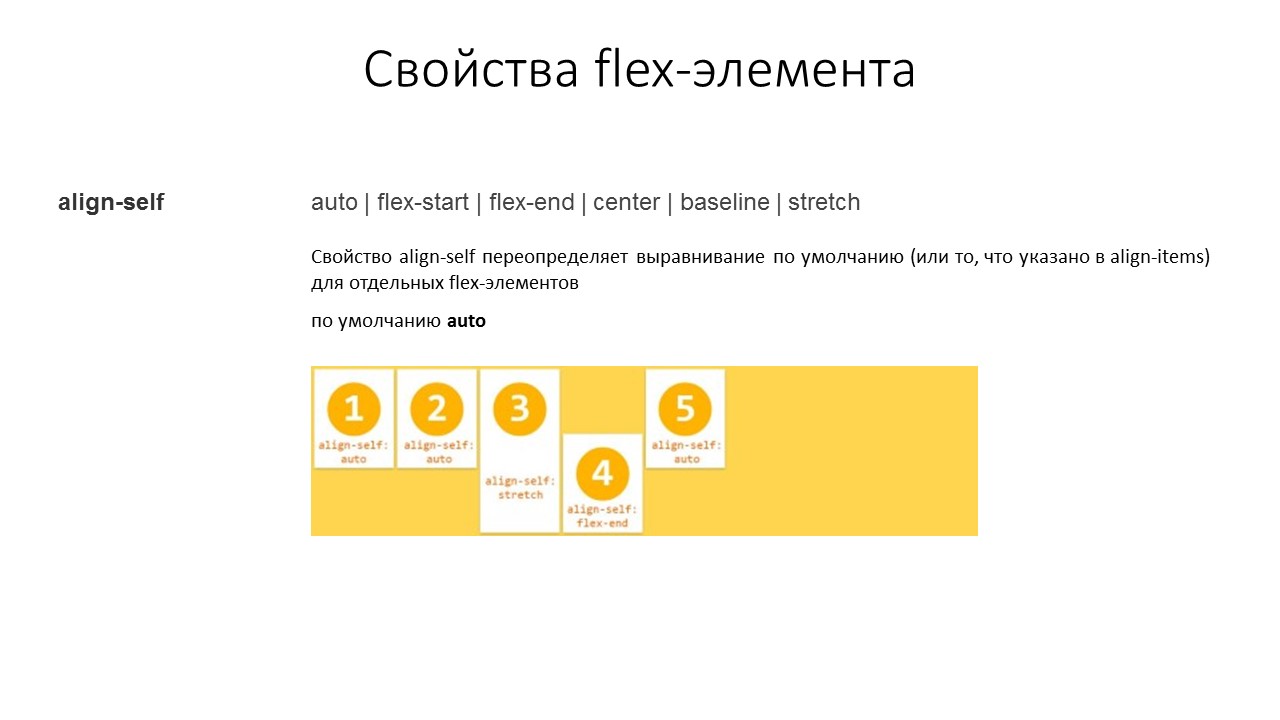 Свойства flex-элемента
align-self
auto | flex-start | flex-end | center | baseline | stretch
Свойство align-self переопределяет выравнивание по умолчанию (или то, что указано в align-items)
для отдельных flex-элементов
по умолчанию auto
1
align-self:
auto
2
align-self:
auto
3
align-self:
stretch
4
align-self:
flex-end
5
align-self:
auto